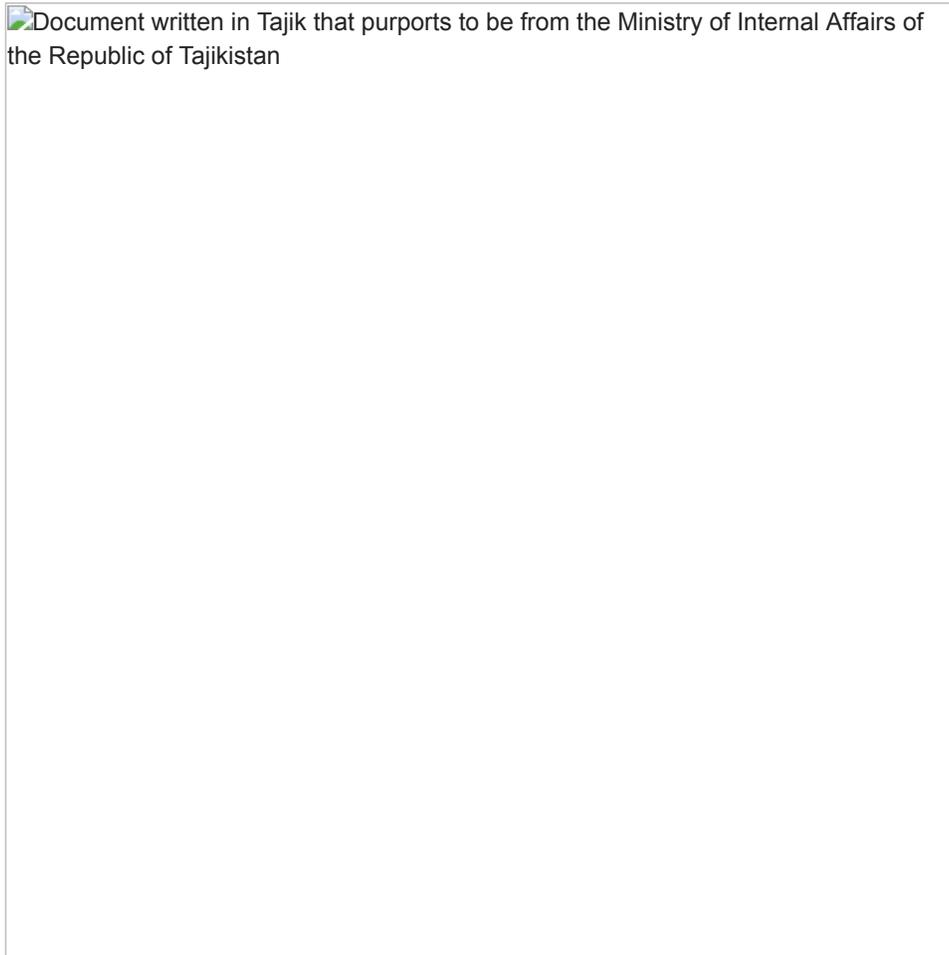 Document written in Tajik that purports to be from the Ministry of Internal Affairs of
the Republic of Tajikistan